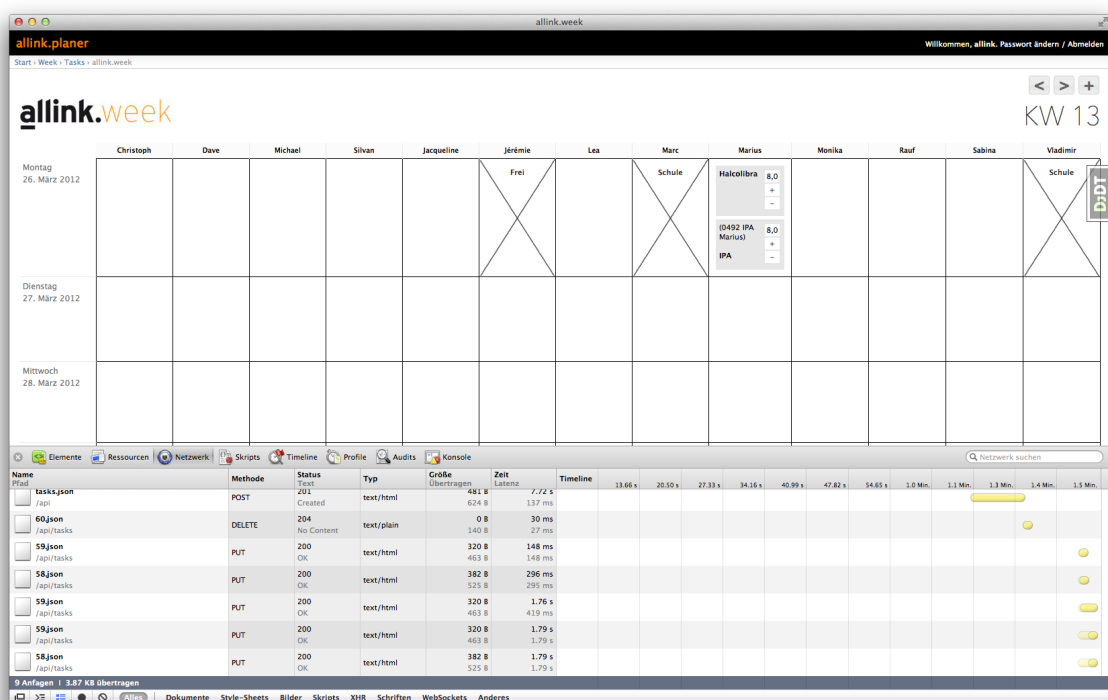 allink.week
allink.planer
Willkommen, allink. Passwort ändern / Abmelden
Start › Week › Tasks › allink.week
< > +
allink.week
KW 13
Christoph Dave Michael Silvan Jacqueline Jérémie Lea Marc Marius Monika Rauf Sabina Vladimir
Montag
26. März 2012
Frei
Schule
Halcolibra 8,0
+
-
(0492 IPA Marius) 8,0
+
IPA -
Schule
DjDT
Dienstag
27. März 2012
Mittwoch
28. März 2012
Elemente Ressourcen Netzwerk Skripts Timeline Profile Audits Konsole
Netzwerk suchen
Name Methode Status Typ Größe Zeit Timeline 13.66 s 20.50 s 27.33 s 34.16 s 40.99 s 47.82 s 54.65 s 1.0 Min. 1.1 Min. 1.3 Min. 1.4 Min. 1.5 Min.
Pfad Text Übertragen Latenz
tasks.json POST 201 text/html 481 B 7.72 s
/api Created 624 B 137 ms
60.json DELETE 204 text/plain 0 B 30 ms
/api/tasks No Content 140 B 27 ms
59.json PUT 200 text/html 320 B 148 ms
/api/tasks OK 463 B 148 ms
58.json PUT 200 text/html 382 B 296 ms
/api/tasks OK 525 B 295 ms
59.json PUT 200 text/html 320 B 1.76 s
/api/tasks OK 463 B 419 ms
59.json PUT 200 text/html 320 B 1.79 s
/api/tasks OK 463 B 1.79 s
58.json PUT 200 text/html 382 B 1.79 s
/api/tasks OK 525 B 1.79 s
9 Anfagen | 3.87 KB übertragen
Alles Dokumente Style-Sheets Bilder Skripts XHR Schriften WebSockets Anderes